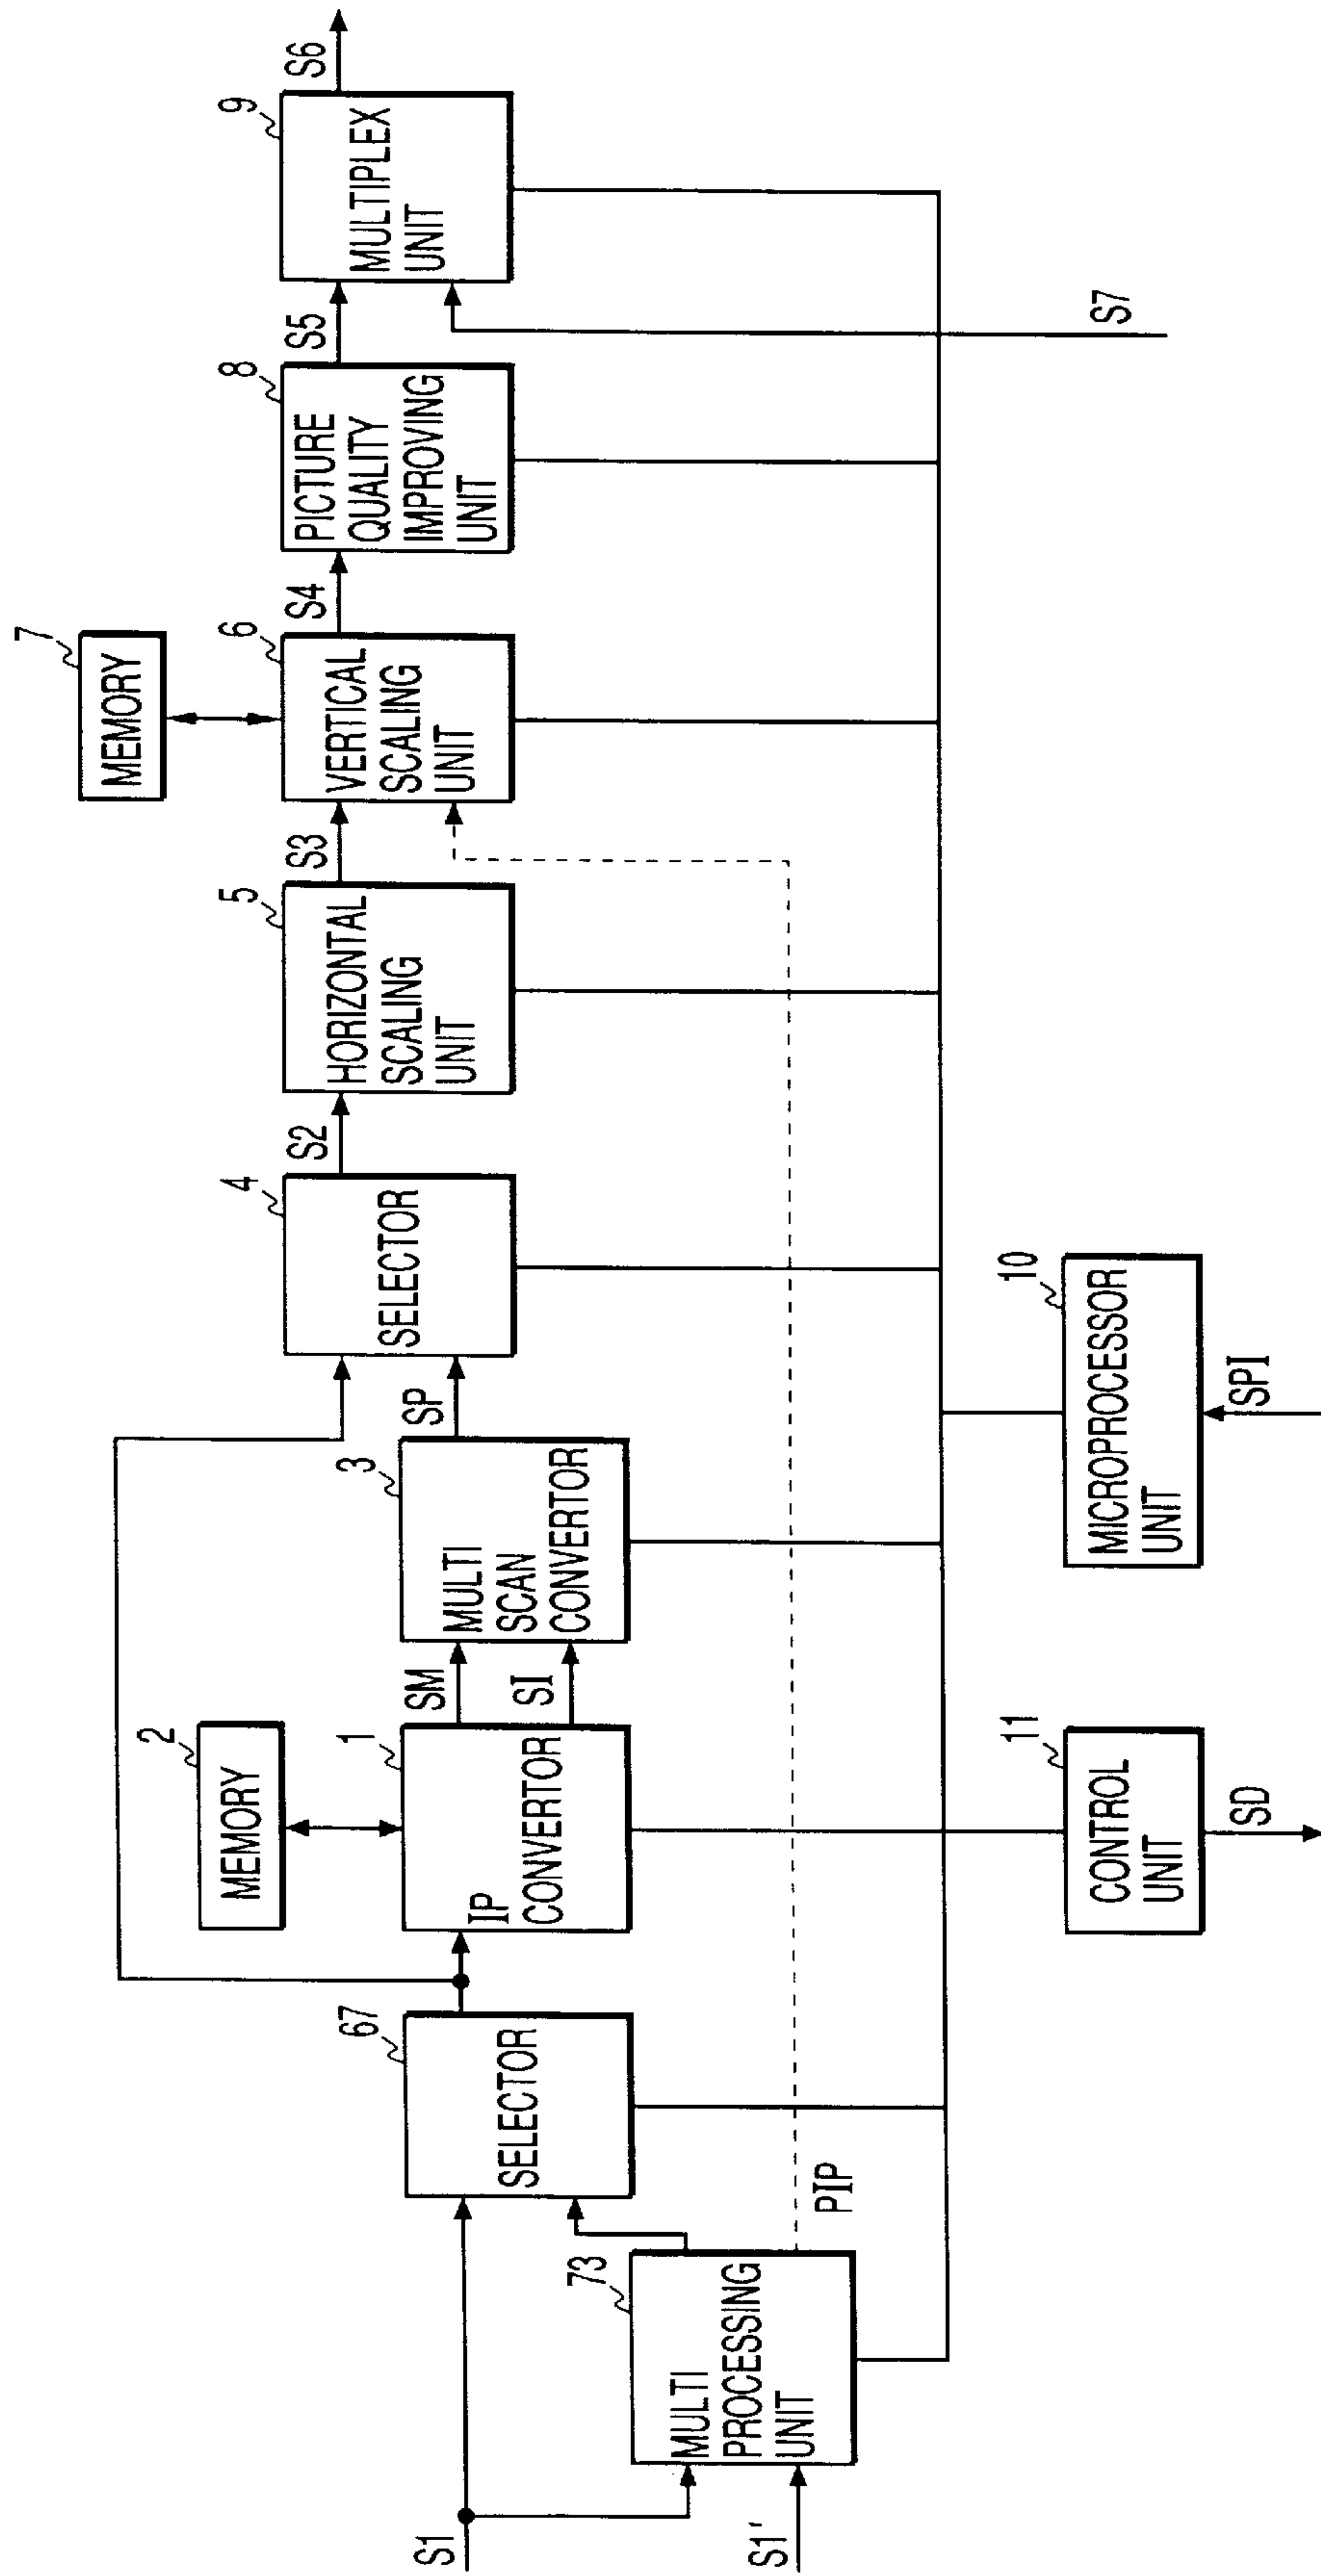 S1
S1'
73
MULTI
PROCESSING
UNIT
PIP
67
SELECTOR
2
MEMORY
1
IP
CONVERTOR
SM
SI
3
MULTI
SCAN
CONVERTOR
SP
4
SELECTOR
S2
5
HORIZONTAL
SCALING
UNIT
S3
7
MEMORY
6
VERTICAL
SCALING
UNIT
S4
8
PICTURE
QUALITY
IMPROVING
UNIT
S5
9
MULTIPLEX
UNIT
S6
S7
11
CONTROL
UNIT
SD
10
MICROPROCESSOR
UNIT
SPI